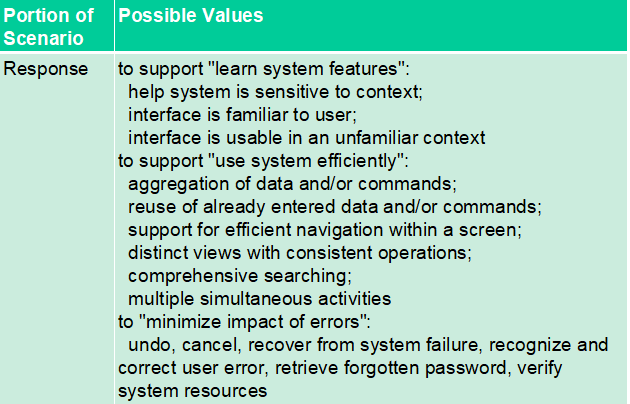 Portion of Scenario
Possible Values
Response
to support "learn system features":
help system is sensitive to context;
interface is familiar to user;
interface is usable in an unfamiliar context
to support "use system efficiently":
aggregation of data and/or commands;
reuse of already entered data and/or commands;
support for efficient navigation within a screen;
distinct views with consistent operations;
comprehensive searching;
multiple simultaneous activities
to "minimize impact of errors":
undo, cancel, recover from system failure, recognize and
correct user error, retrieve forgotten password, verify
system resources